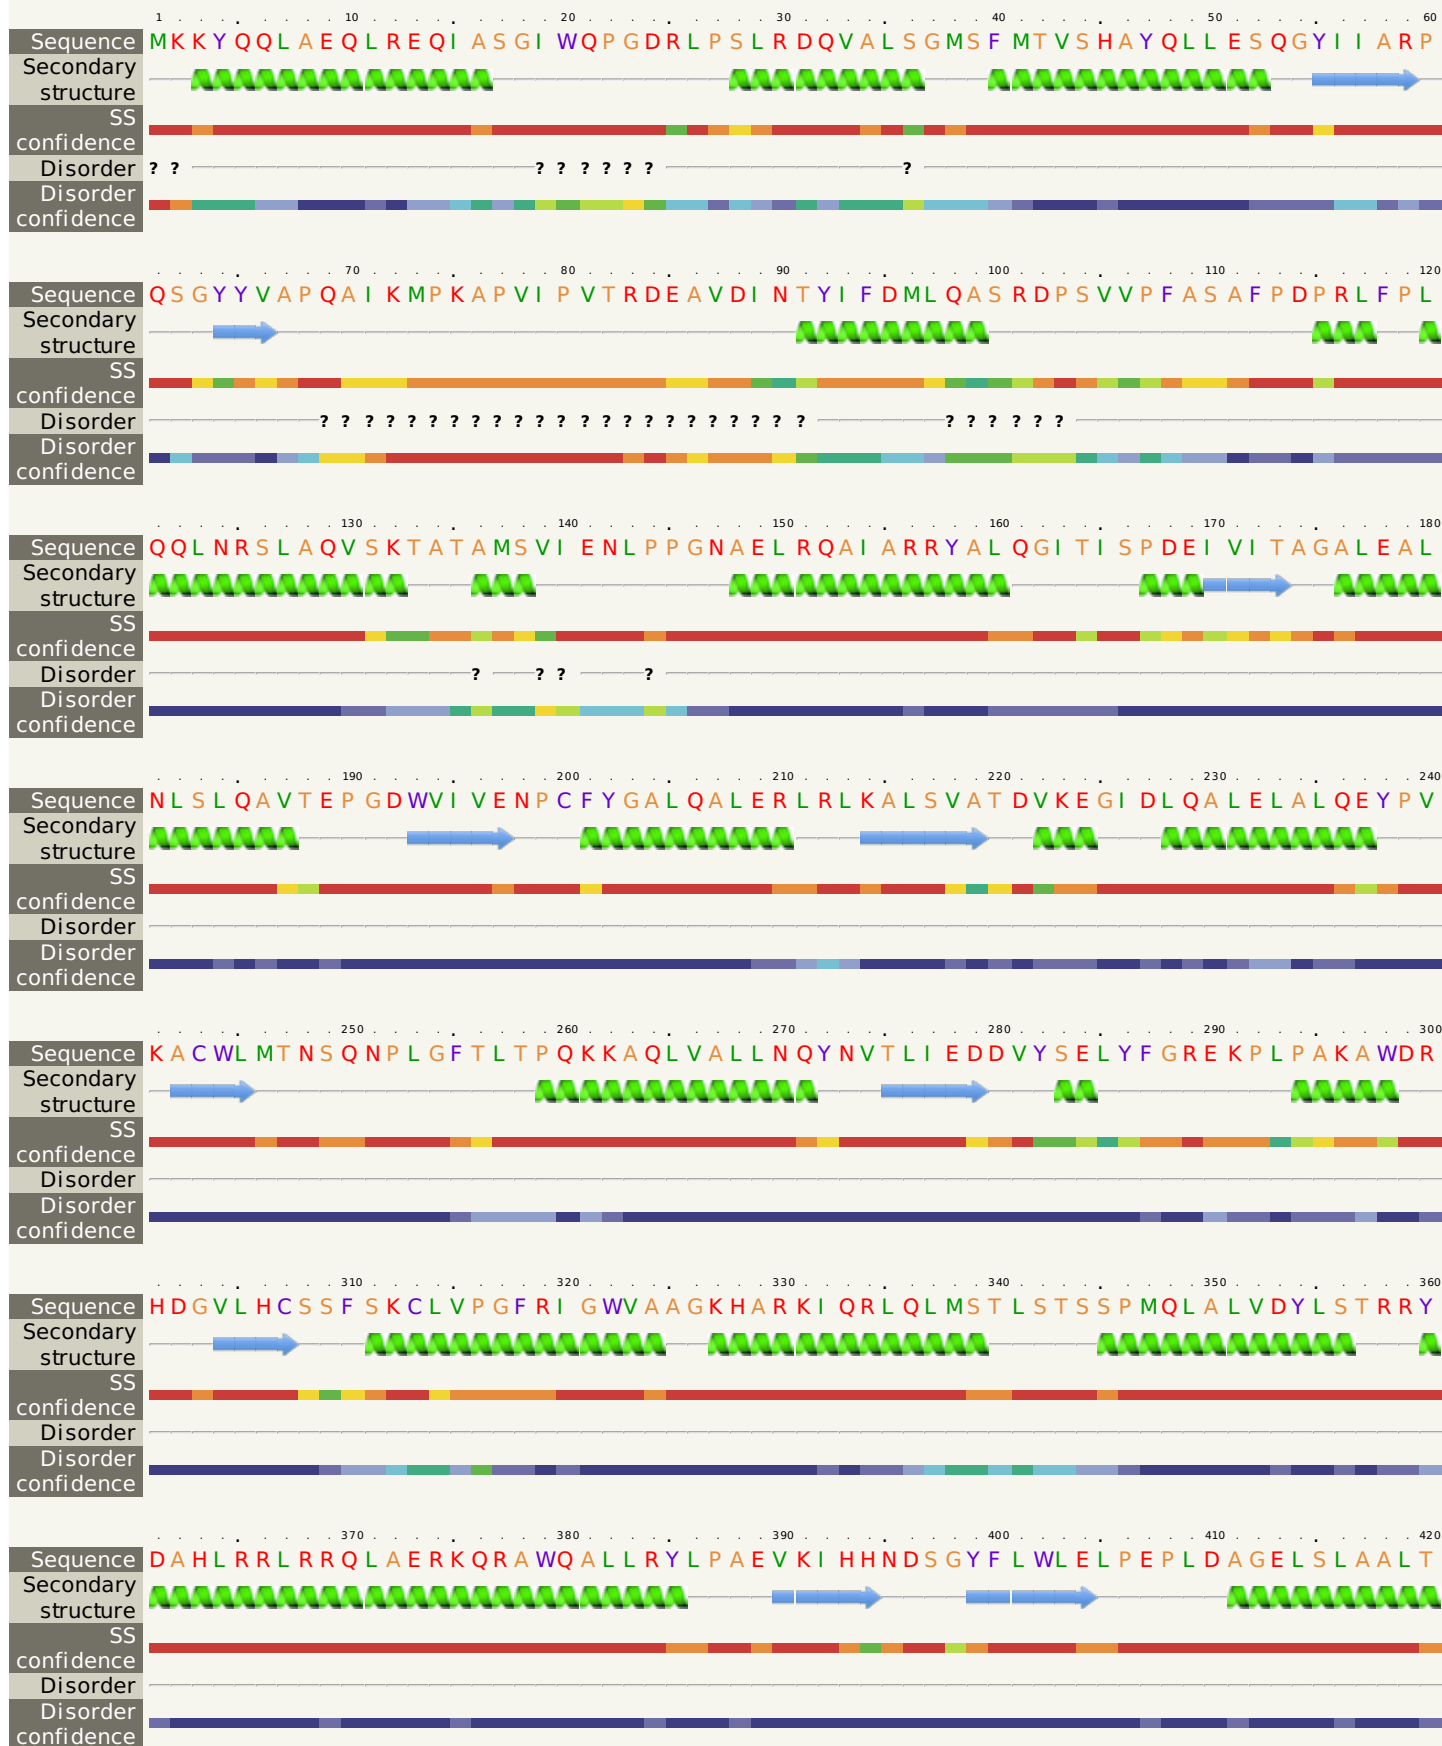 1 10 20 30 40 50 60
Sequence MKKYQQLAEQLREQIASGIWQPGDRLPSLRDQVALSGMSFMTVSHAYQLLESQGYIIARP
Secondary
structure
SS
confidence
Disorder ? ? ? ? ? ? ? ? ?
Disorder
confidence
70 80 90 100 110 120
Sequence QSGYYVAPQAIKMPKAPVIPVTRDEAVDINTYIFDMLQASRDPSVVPFASAFPDPRLFPL
Secondary
structure
SS
confidence
Disorder ? ? ? ? ? ? ? ? ? ? ? ? ? ? ? ? ? ? ? ? ? ? ? ? ? ? ? ? ?
Disorder
confidence
130 140 150 160 170 180
Sequence QQLNRSLAQVSKTATAMSVIENLPPGNAELRQAIARRYALQGITISPDEIVITAGALEAL
Secondary
structure
SS
confidence
Disorder ? ? ? ?
Disorder
confidence
190 200 210 220 230 240
Sequence NLSLQAVTEPGDWVIVENPCFYGALQALERLRLKALSVATDVKEGIDLQALELALQEYPV
Secondary
structure
SS
confidence
Disorder
Disorder
confidence
250 260 270 280 290 300
Sequence KACWLMTNSQNPLGFTLTPQKKAQLVALLNQYNVTLIEDDVYSELYFGREKPLPAKAWDR
Secondary
structure
SS
confidence
Disorder
Disorder
confidence
310 320 330 340 350 360
Sequence HDGVLHCSSFSKCLVPGFRIGWVAAGKHARKIQRLQLMSTLSTSSPMQLALVDYLSTRRY
Secondary
structure
SS
confidence
Disorder
Disorder
confidence
370 380 390 400 410 420
Sequence DAHLRRLRRQLAERKQRAWQALLRYLPAEVKIHHNDSGYFLWLELPEPLDAGELSLAALT
Secondary
structure
SS
confidence
Disorder
Disorder
confidence